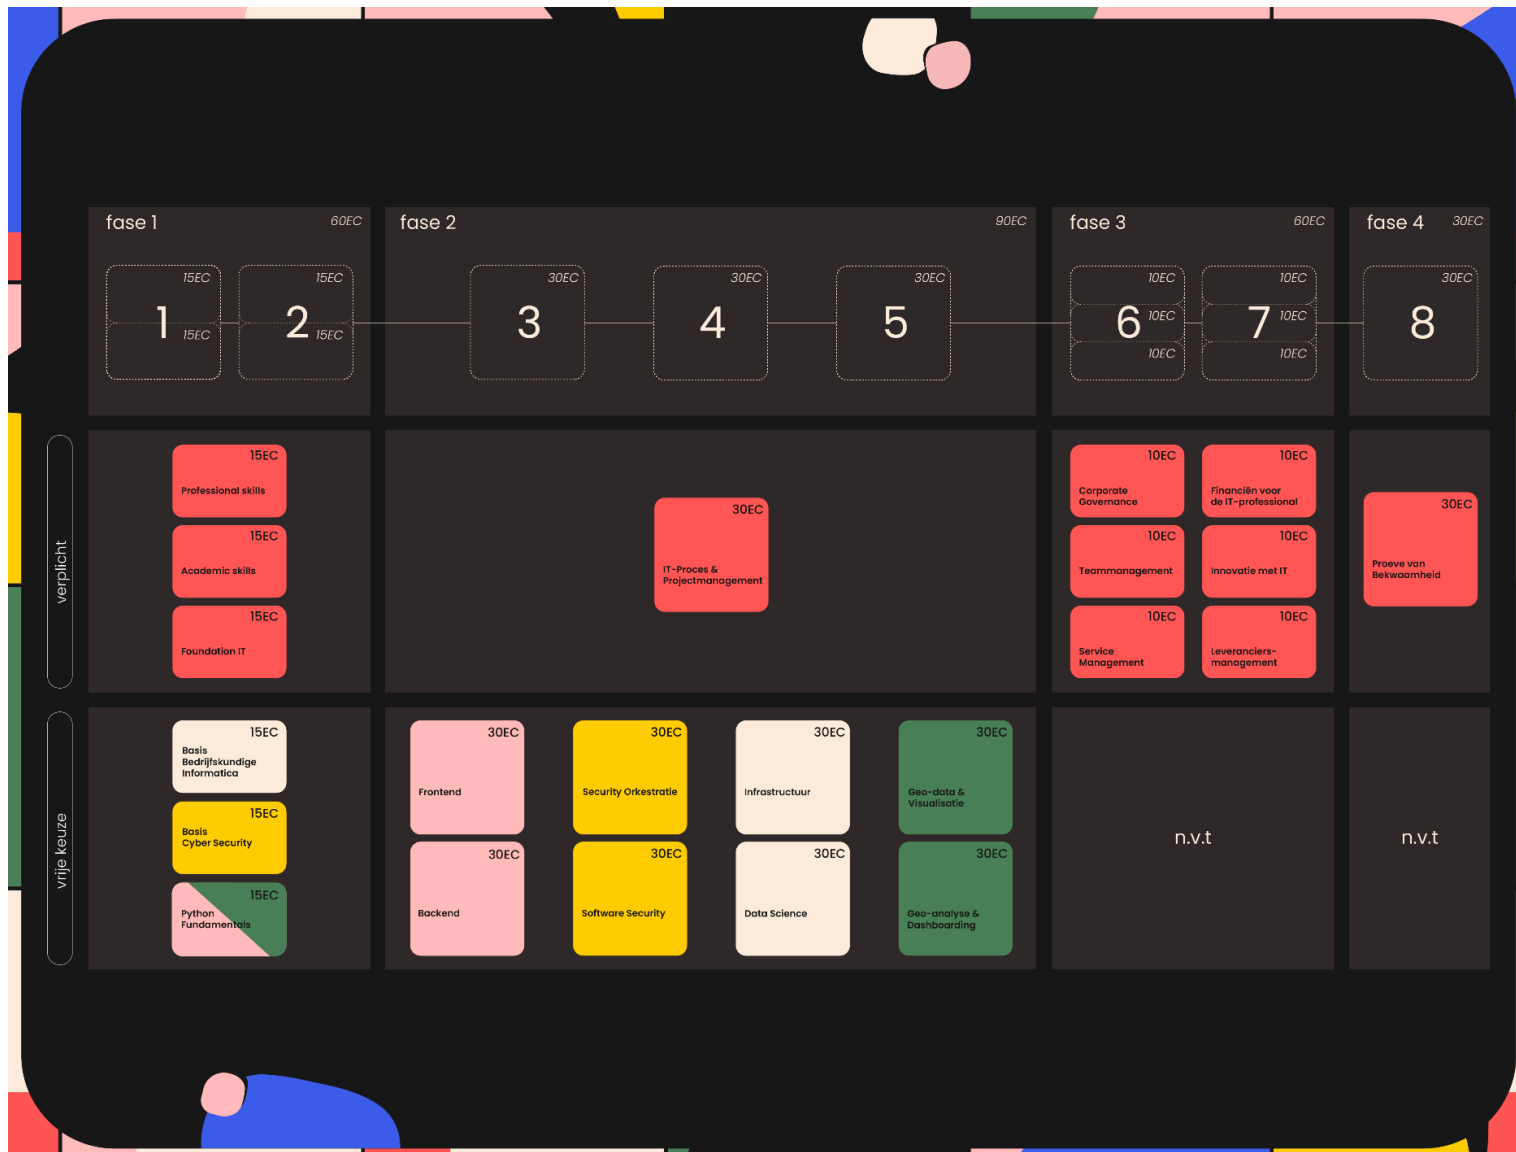 fase 1
60EC
fase 2
90EC
fase 3
60EC
fase 4
30EC
15EC
1
15EC
15EC
2
15EC
30EC
3
30EC
4
30EC
5
10EC
6
10EC
10EC
10EC
7
10EC
10EC
30EC
8
verplicht
15EC
Professional skills
15EC
Academic skills
15EC
Foundation IT
30EC
IT-Proces &
Projectmanagement
10EC
Corporate
Governance
10EC
Financiën voor
de IT-professional
10EC
Teammanagement
10EC
Innovatie met IT
10EC
Service
Management
10EC
Leveranciers-
management
30EC
Proeve van
Bekwaamheid
vrije keuze
15EC
Basis
Bedrijfskundige
Informatica
15EC
Basis
Cyber Security
15EC
Python
Fundamentals
30EC
Frontend
30EC
Security Orkestratie
30EC
Infrastructuur
30EC
Geo-data &
Visualisatie
30EC
Backend
30EC
Software Security
30EC
Data Science
30EC
Geo-analyse &
Dashboarding
n.v.t
n.v.t